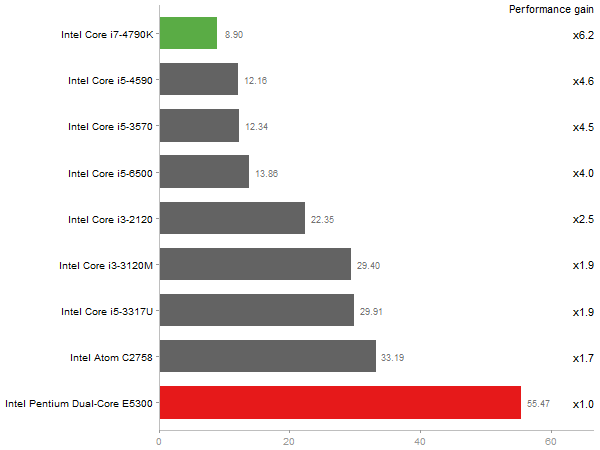 Performance gain
Intel Core i7-4790K 8.90 x6.2
Intel Core i5-4590 12.16 x4.6
Intel Core i5-3570 12.34 x4.5
Intel Core i5-6500 13.86 x4.0
Intel Core i3-2120 22.35 x2.5
Intel Core i3-3120M 29.40 x1.9
Intel Core i5-3317U 29.91 x1.9
Intel Atom C2758 33.19 x1.7
Intel Pentium Dual-Core E5300 55.47 x1.0
0 20 40 60